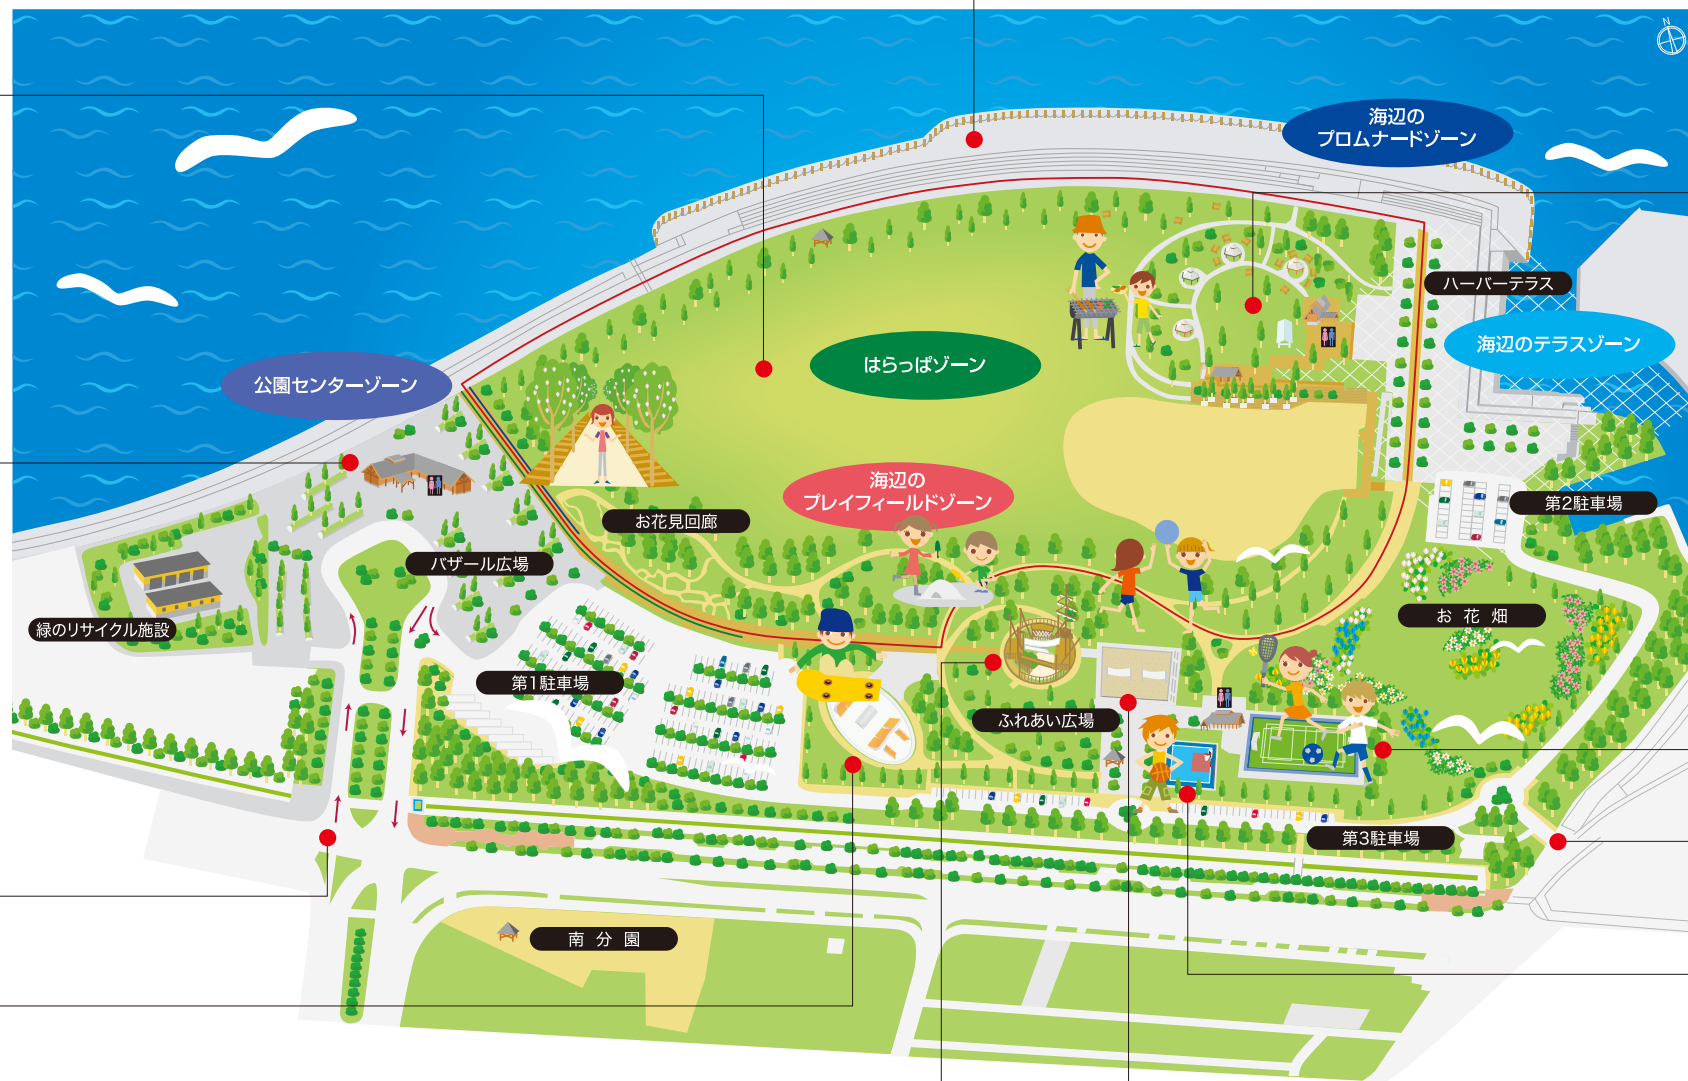 N
海辺の
プロムナードゾーン
ハーバーテラス
海辺のテラスゾーン
はらっぱゾーン
公園センターゾーン
海辺の
プレイフィールドゾーン
第2駐車場
お花見回廊
バザール広場
お花畑
緑のリサイクル施設
第1駐車場
ふれあい広場
第3駐車場
南分園